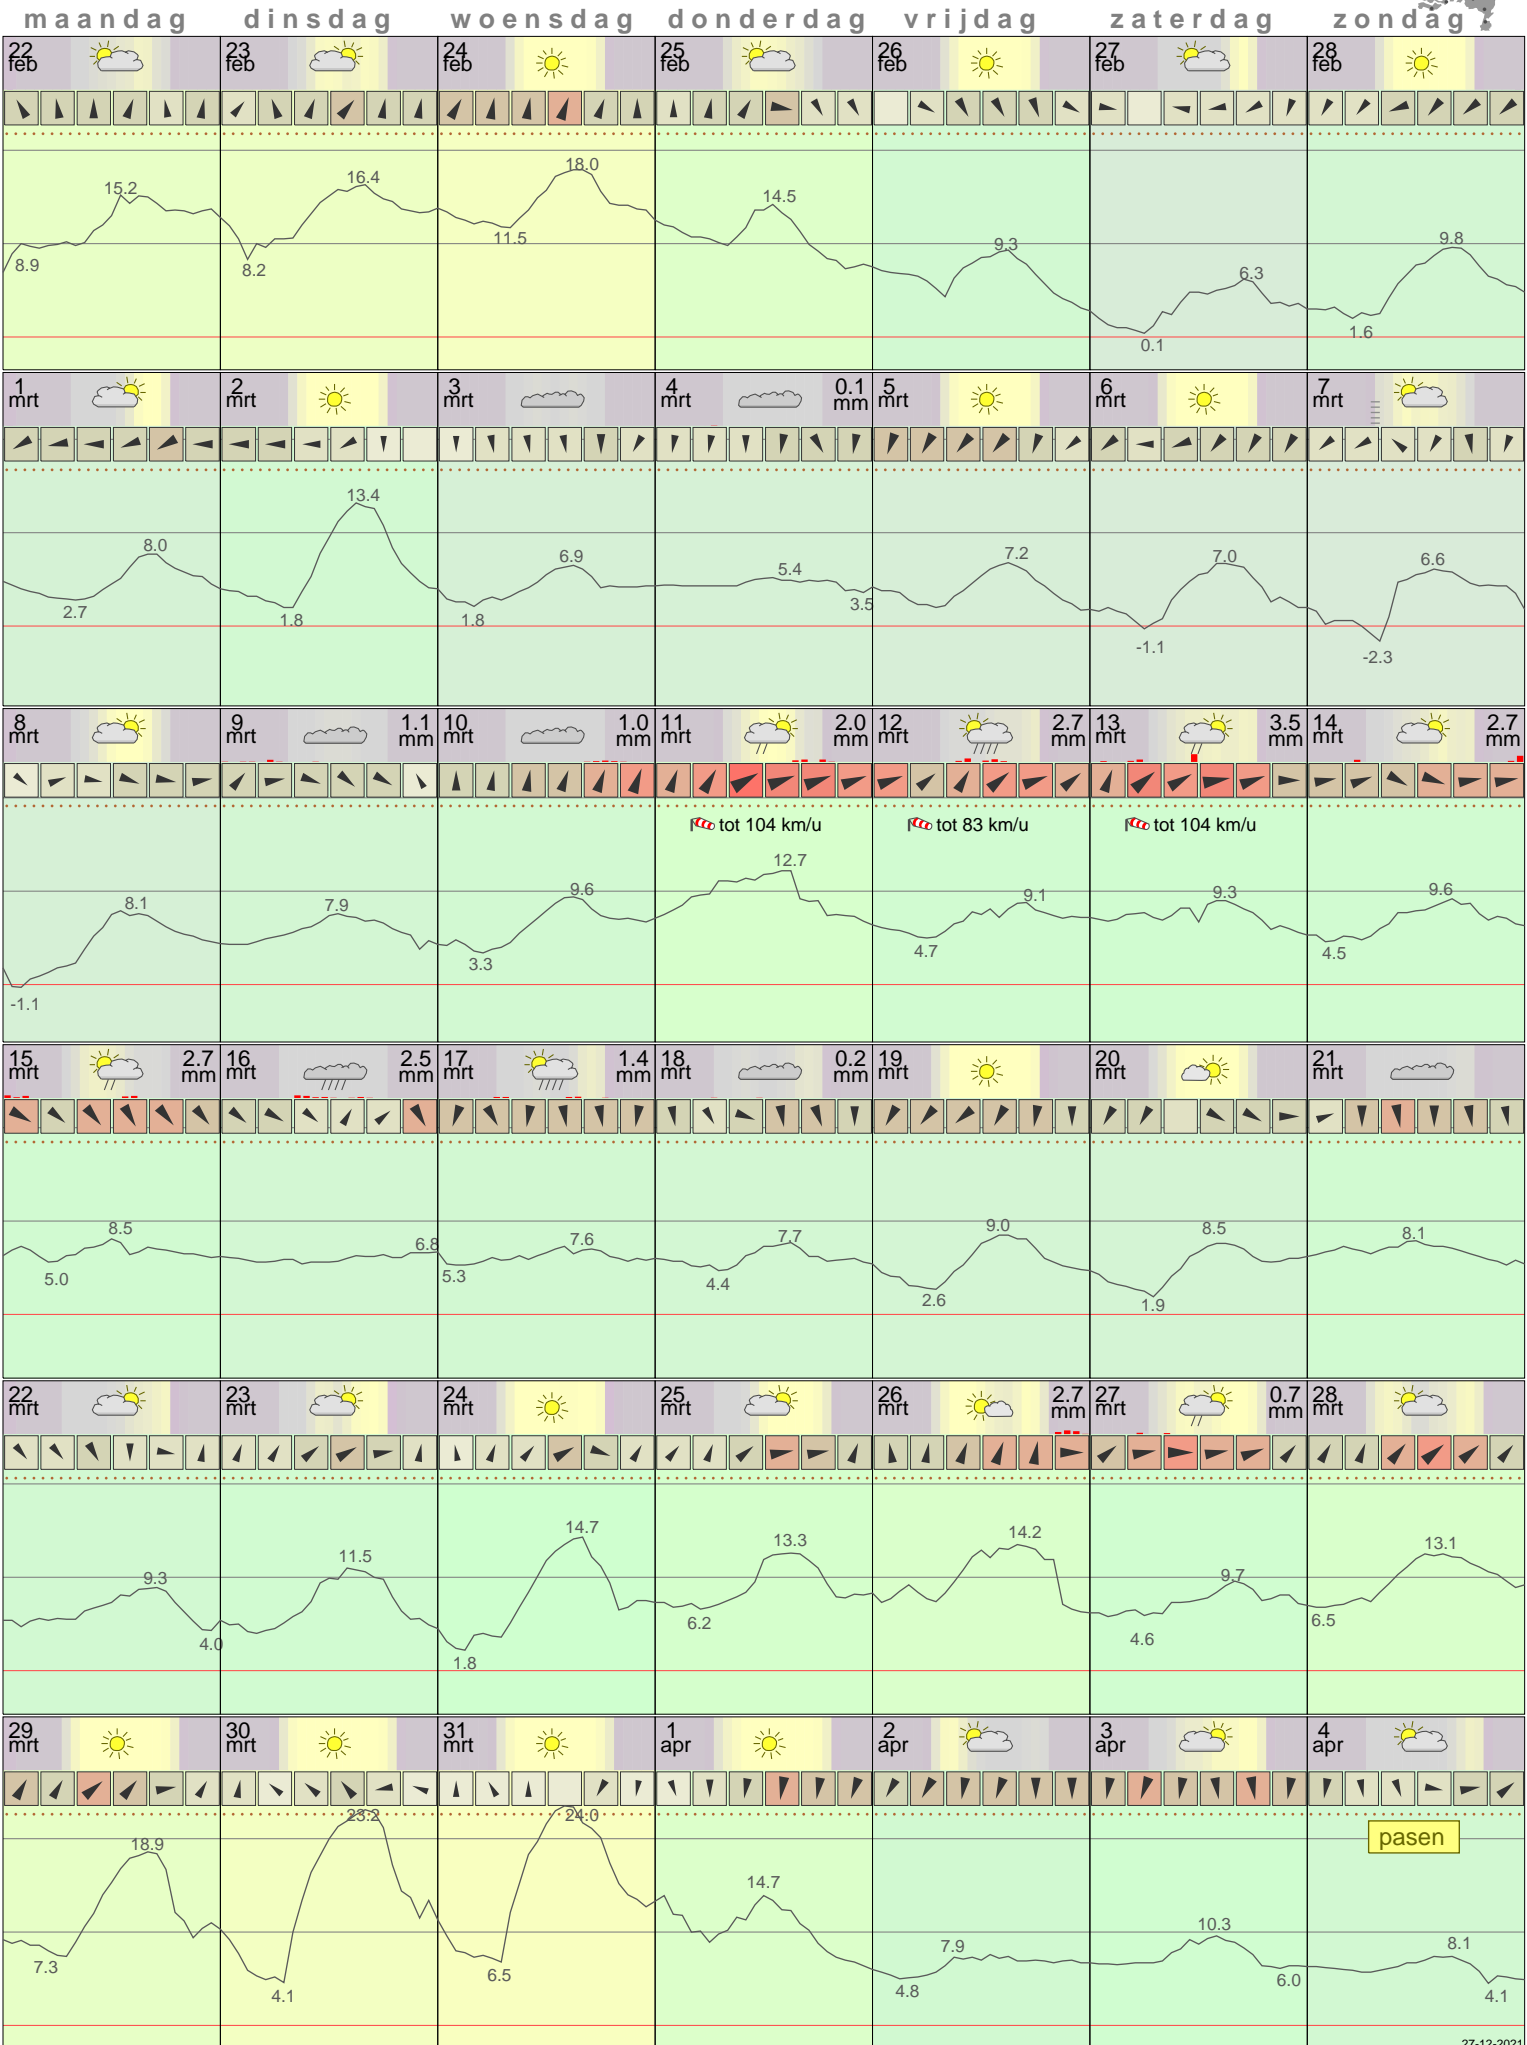 maandag dinsdag woensdag donderdag vrijdag zaterdag zondag
22 23 24 25 26 27 28
feb feb feb feb feb feb feb
15.2 16.4 18.0 14.5 9.3 6.3 9.8
8.9 8.2 11.5 0.1 1.6
1 2 3 4 0.1 5 6 7
mrt mrt mrt mrt mm mrt mrt mrt
8.0 13.4 6.9 5.4 7.2 7.0 6.6
2.7 1.8 1.8 3.5 -1.1 -2.3
8 9 1.1 10 1.0 11 2.0 12 2.7 13 3.5 14 2.7
mrt mrt mm mrt mm mrt mm mrt mm mrt mm mrt mm
tot 104 km/u tot 83 km/u tot 104 km/u
8.1 7.9 9.6 12.7 9.1 9.3 9.6
-1.1 3.3 4.7 4.5
15 2.7 16 2.5 17 1.4 18 0.2 19 20 21
mrt mm mrt mm mrt mm mrt mm mrt mrt mrt
8.5 6.8 7.6 7.7 9.0 8.5 8.1
5.0 5.3 4.4 2.6 1.9
22 23 24 25 26 2.7 27 0.7 28
mrt mrt mrt mrt mrt mm mrt mm mrt
9.3 11.5 14.7 13.3 14.2 9.7 13.1
4.0 1.8 6.2 4.6 6.5
29 30 31 1 2 3 4
mrt mrt mrt apr apr apr apr
pasen
18.9 23.2 24.0 14.7 7.9 10.3 8.1
7.3 4.1 6.5 4.8 6.0 4.1
27-12-2021